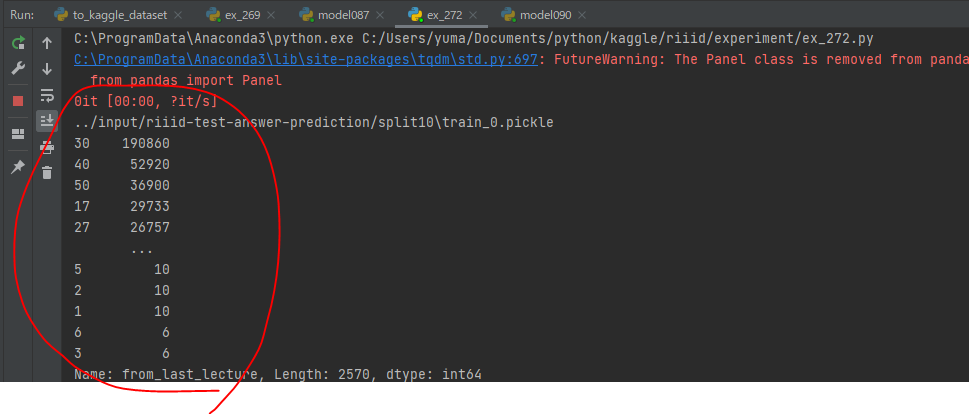 Run: to_kaggle_dataset × ex_269 × model087 × ex_272 × model090 ×
C:\ProgramData\Anaconda3\python.exe C:/Users/yuma/Documents/python/kaggle/riiid/experiment/ex_272.py
C:\ProgramData\Anaconda3\lib\site-packages\tqdm\std.py:697: FutureWarning: The Panel class is removed from panda
from pandas import Panel
0it [00:00, ?it/s]
../input/riiid-test-answer-prediction/split10\train_0.pickle
30 190860
40 52920
50 36900
17 29733
27 26757
...
5 10
2 10
1 10
6 6
3 6
Name: from_last_lecture, Length: 2570, dtype: int64